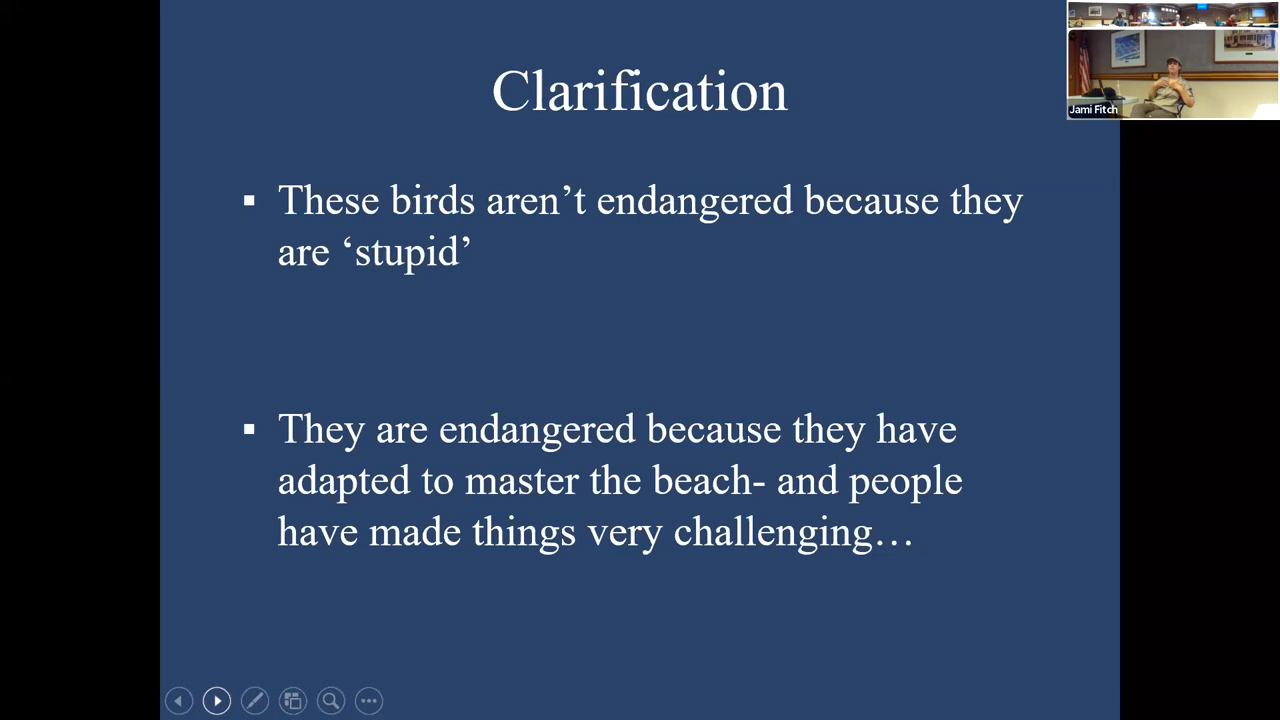 Clarification
▪ These birds aren’t endangered because they
are ‘stupid’
▪ They are endangered because they have
adapted to master the beach- and people
have made things very challenging…
Jami Fitch